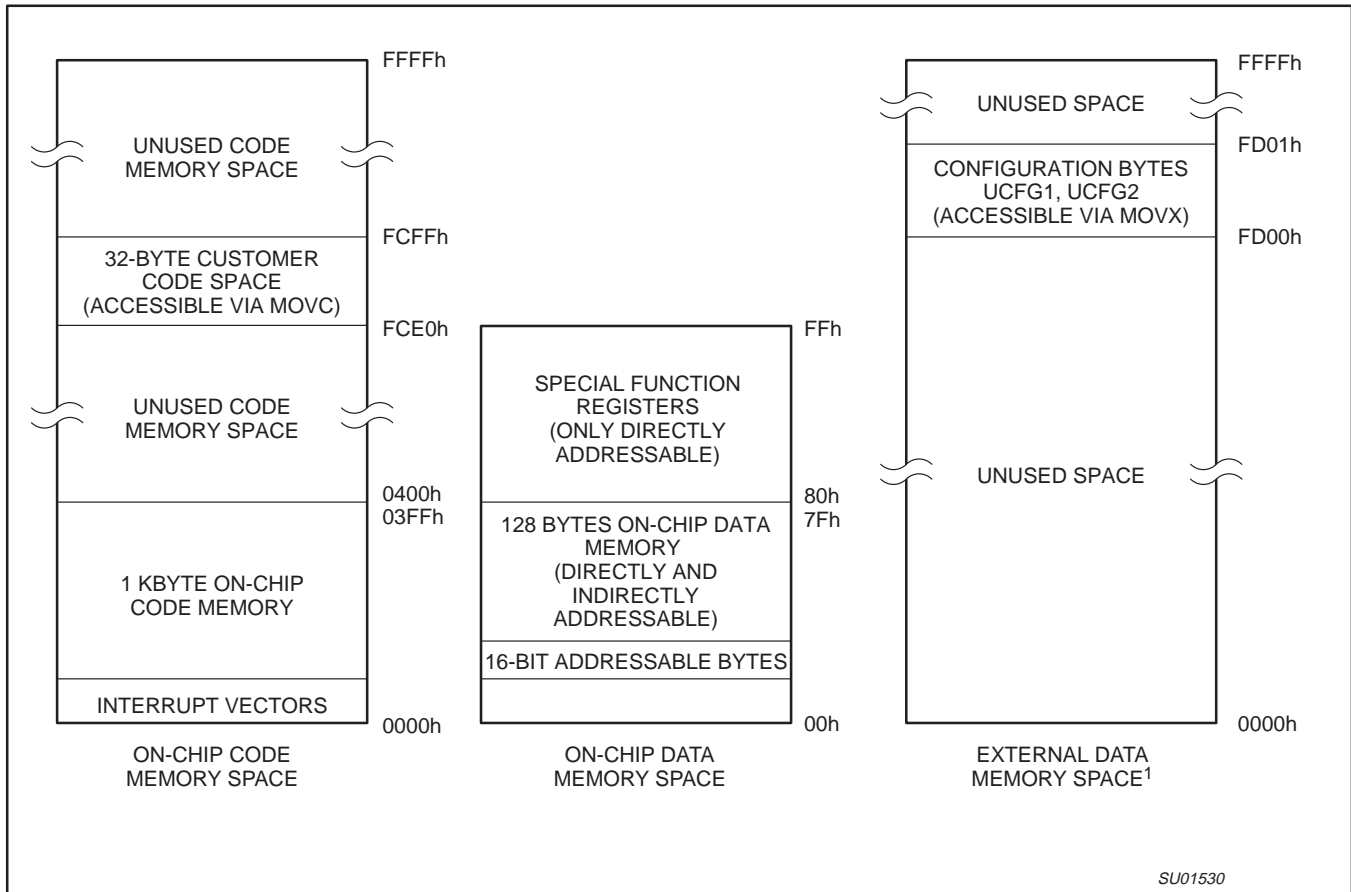 FFFFh
UNUSED CODE
MEMORY SPACE
FCFFh
32-BYTE CUSTOMER
CODE SPACE
(ACCESSIBLE VIA MOVC)
FCE0h
UNUSED CODE
MEMORY SPACE
0400h
03FFh
1 KBYTE ON-CHIP
CODE MEMORY
INTERRUPT VECTORS
0000h
ON-CHIP CODE
MEMORY SPACE
FFh
SPECIAL FUNCTION
REGISTERS
(ONLY DIRECTLY
ADDRESSABLE)
80h
7Fh
128 BYTES ON-CHIP DATA
MEMORY
(DIRECTLY AND
INDIRECTLY
ADDRESSABLE)
16-BIT ADDRESSABLE BYTES
00h
ON-CHIP DATA
MEMORY SPACE
FFFFh
UNUSED SPACE
FD01h
CONFIGURATION BYTES
UCFG1, UCFG2
(ACCESSIBLE VIA MOVX)
FD00h
UNUSED SPACE
0000h
EXTERNAL DATA
MEMORY SPACE1
SU01530